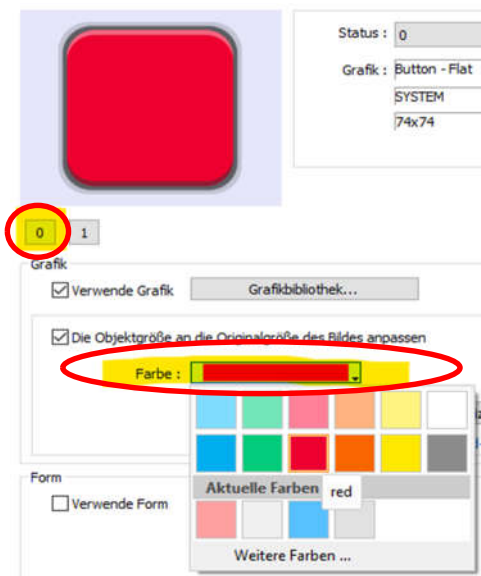 Status : 0
Grafik : Button - Flat
SYSTEM
74x74
0 1
Grafik
Verwende Grafik Grafikbibliothek...
Die Objektgröße an die Originalgröße des Bildes anpassen
Farbe :
Aktuelle Farben red
Form
Verwende Form
Weitere Farben ...